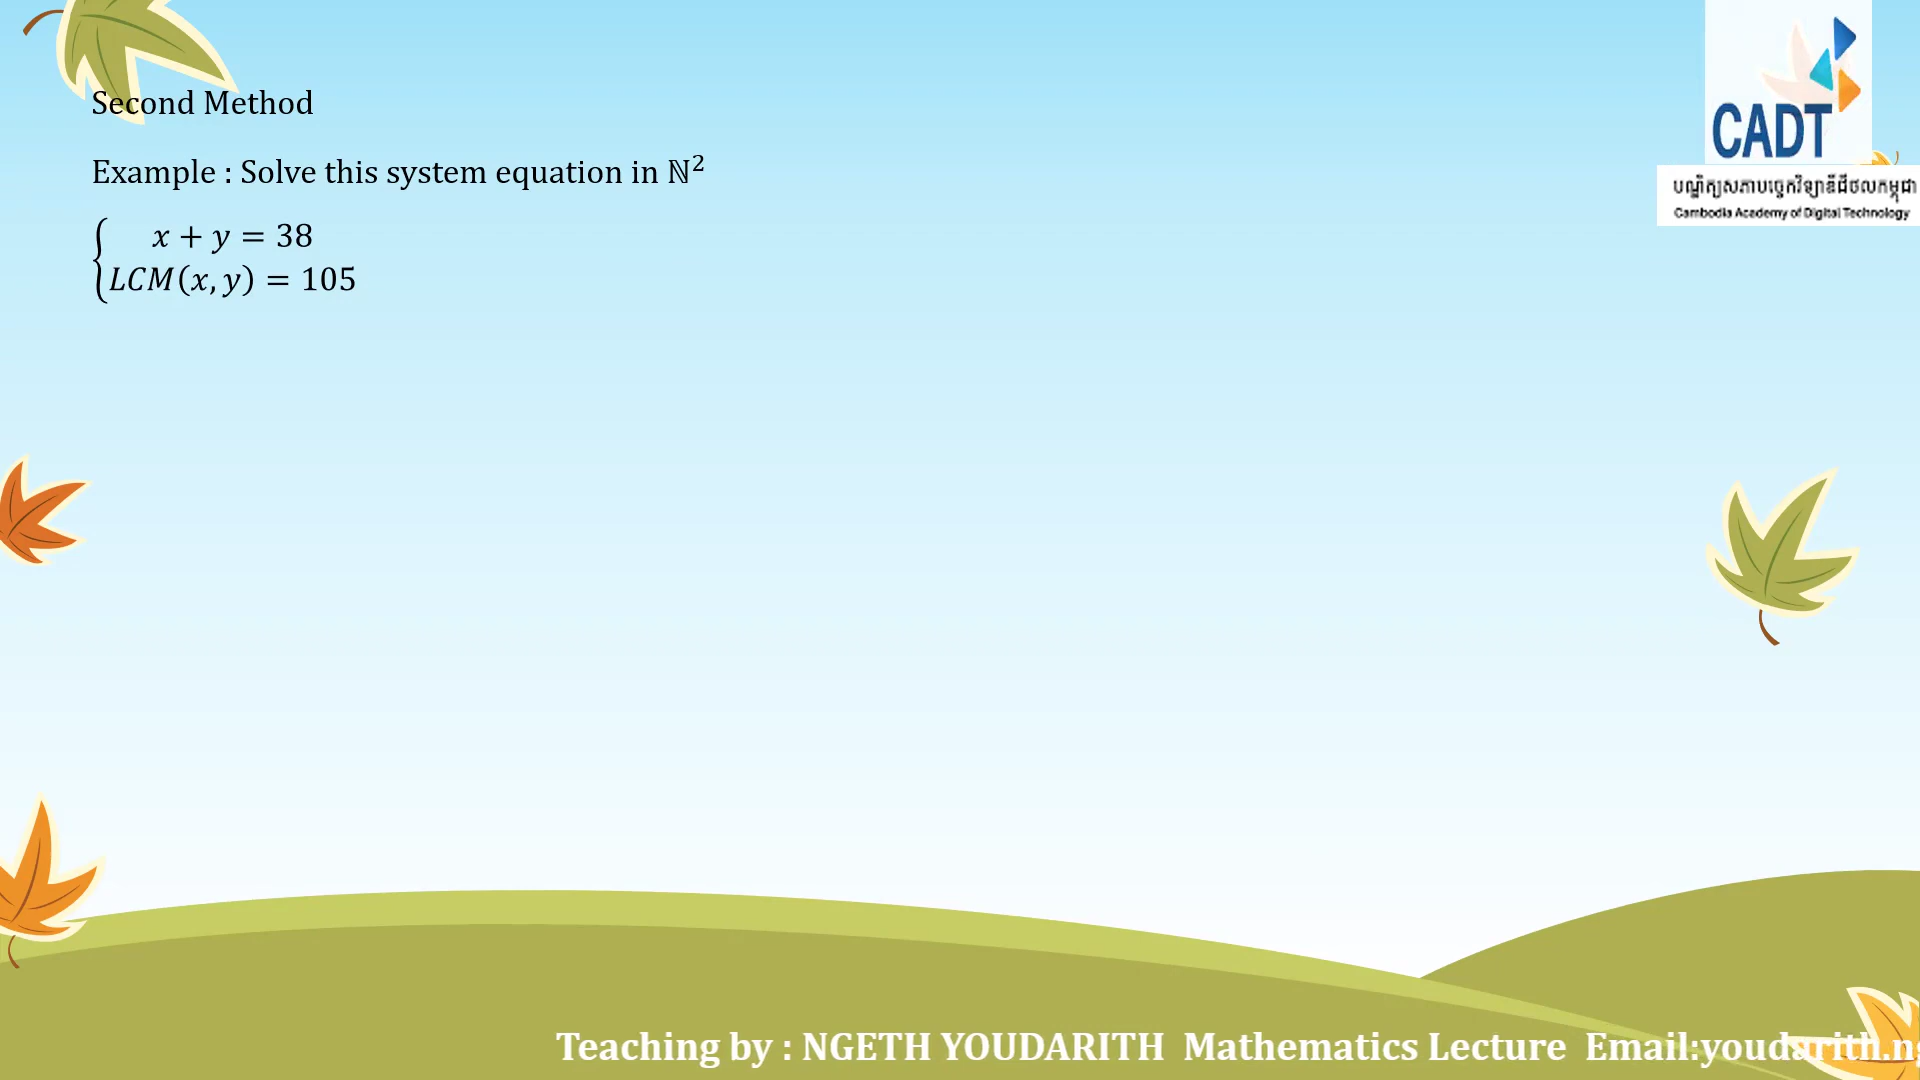 Second Method
Example : Solve this system equation in ℕ²
{ x + y = 38
LCM(x, y) = 105
CADT
បណ្ឌិត្យសភាបច្ចេកវិទ្យាឌីជីថលកម្ពុជា
Cambodia Academy of Digital Technology
Teaching by : NGETH YOUDARITH Mathematics Lecture Email:youdarith.ng